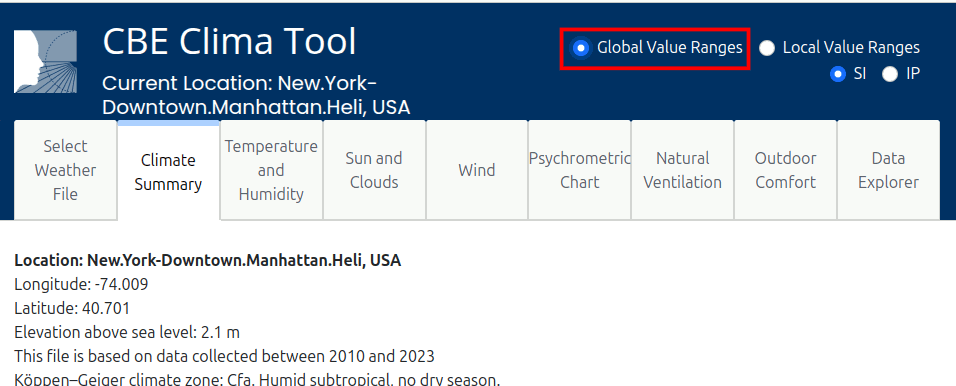 CBE Clima Tool
Current Location: New.York-
Downtown.Manhattan.Heli, USA
Global Value Ranges
Local Value Ranges
SI
IP
Select
Weather
File
Climate
Summary
Temperature
and
Humidity
Sun and
Clouds
Wind
Psychrometric
Chart
Natural
Ventilation
Outdoor
Comfort
Data
Explorer
Location: New.York-Downtown.Manhattan.Heli, USA
Longitude: -74.009
Latitude: 40.701
Elevation above sea level: 2.1 m
This file is based on data collected between 2010 and 2023
Köppen–Geiger climate zone: Cfa. Humid subtropical, no dry season.